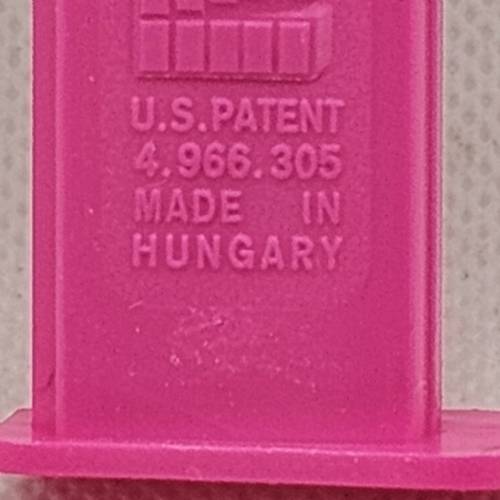 U.S.PATENT
4.966.305
MADE IN
HUNGARY